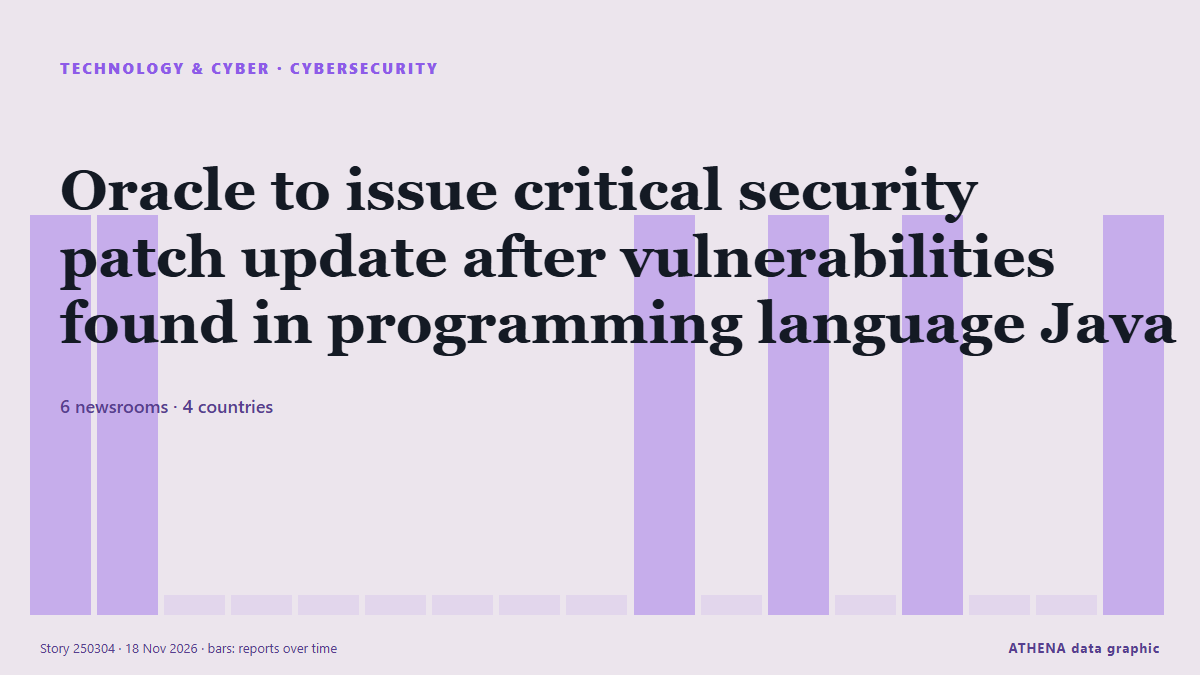 TECHNOLOGY & CYBER · CYBERSECURITY
Oracle to issue critical security
patch update after vulnerabilities
found in programming language Java
6 newsrooms · 4 countries
Story 250304 · 18 Nov 2026 · bars: reports over time
ATHENA data graphic